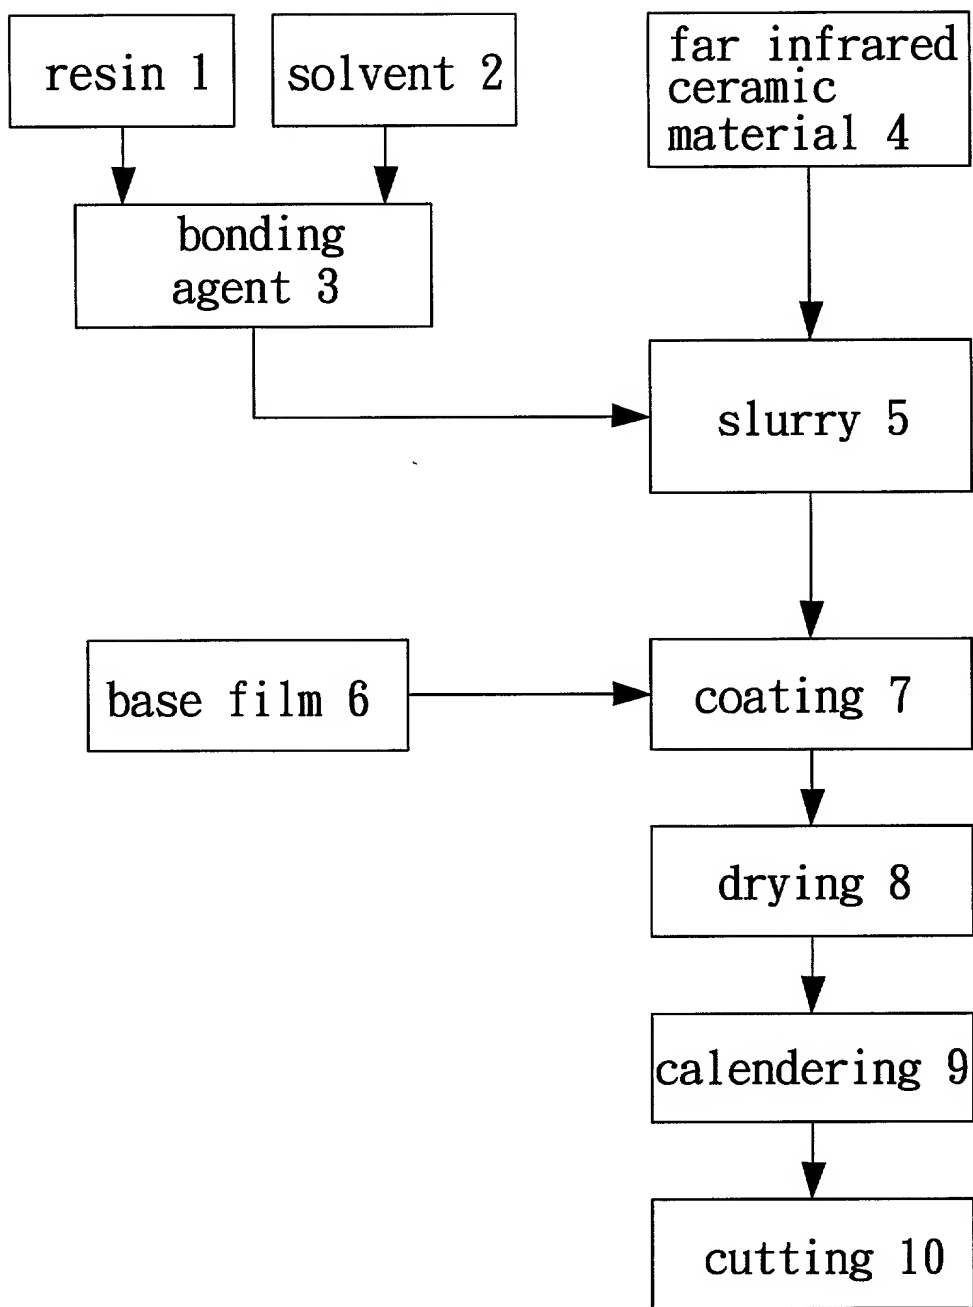 resin 1
solvent 2
far infrared
ceramic
material 4
bonding
agent 3
slurry 5
base film 6
coating 7
drying 8
calendering 9
cutting 10